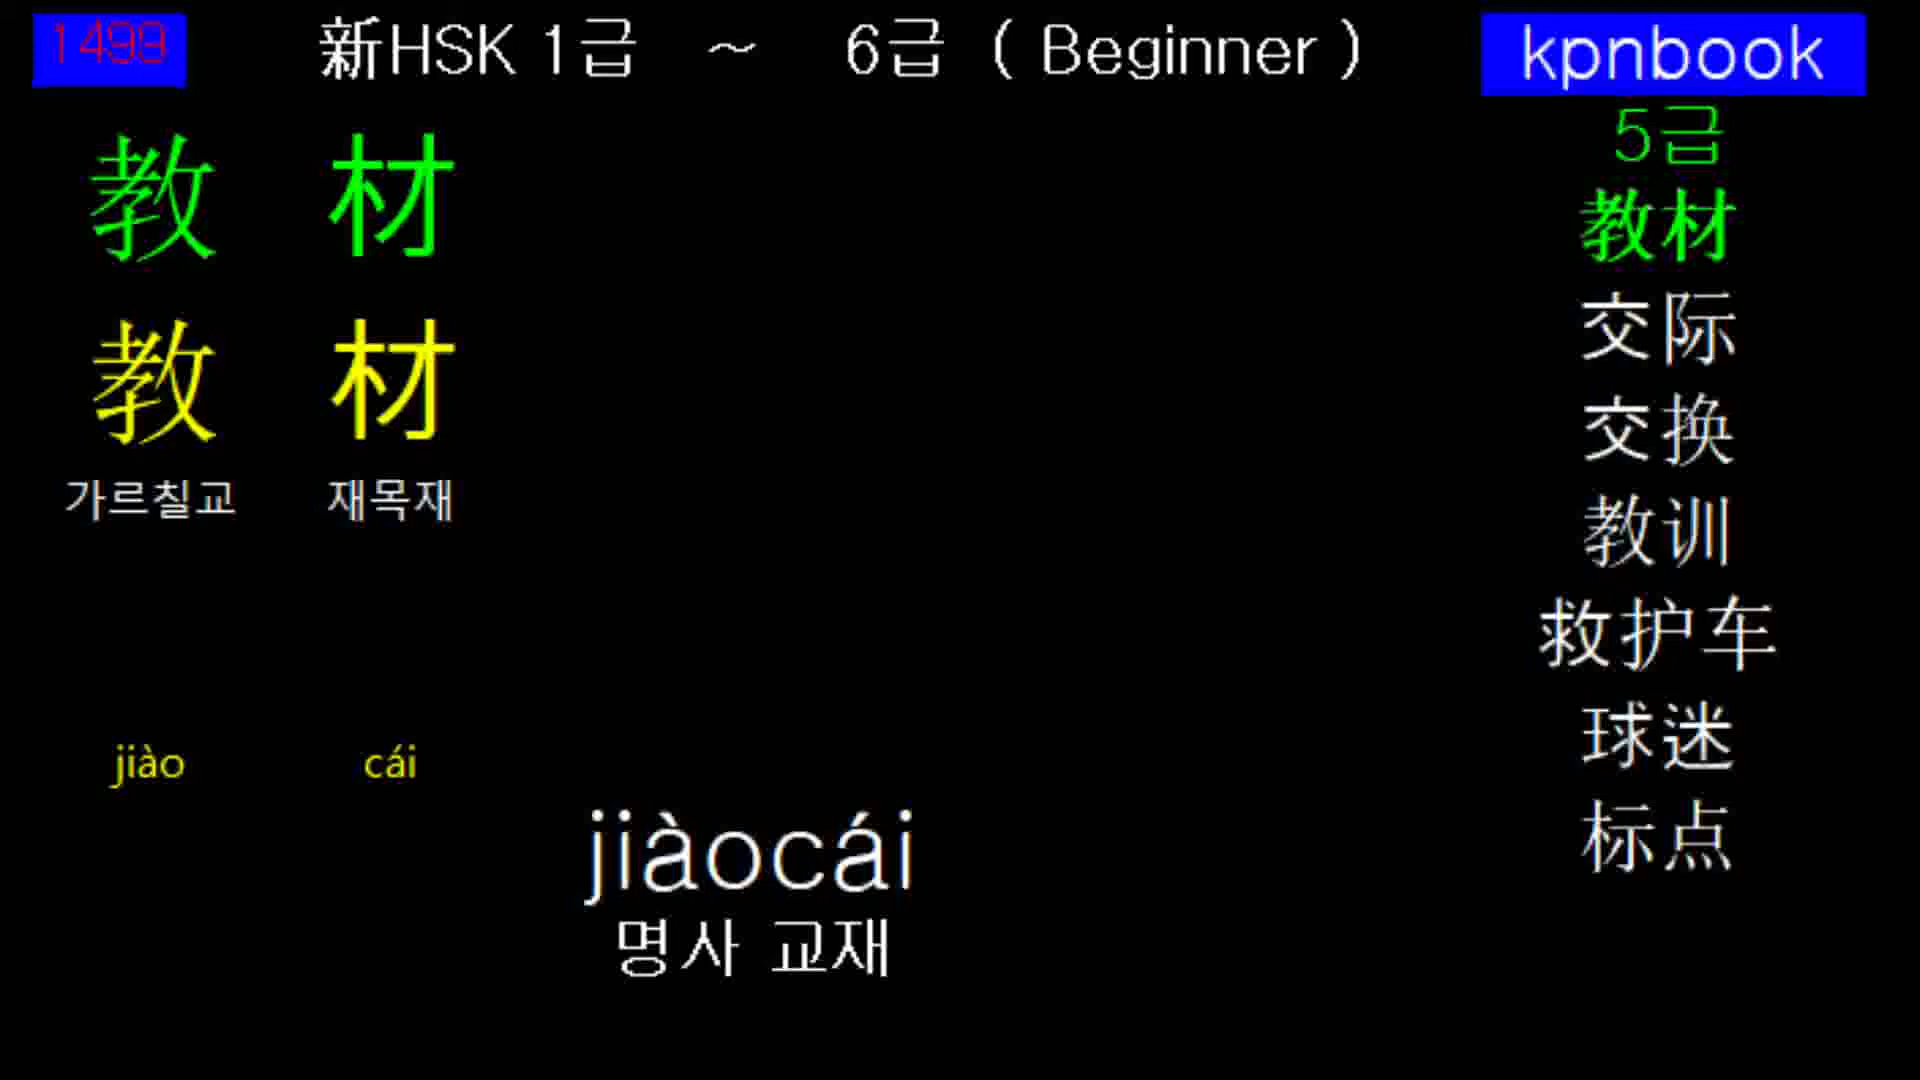 1499 新HSK 1급 ~ 6급 ( Beginner ) kpnbook
教 材
教 材
가르칠교 재목재
jiào cái
jiàocái
명사 교재
5급
教材
交际
交换
教训
救护车
球迷
标点